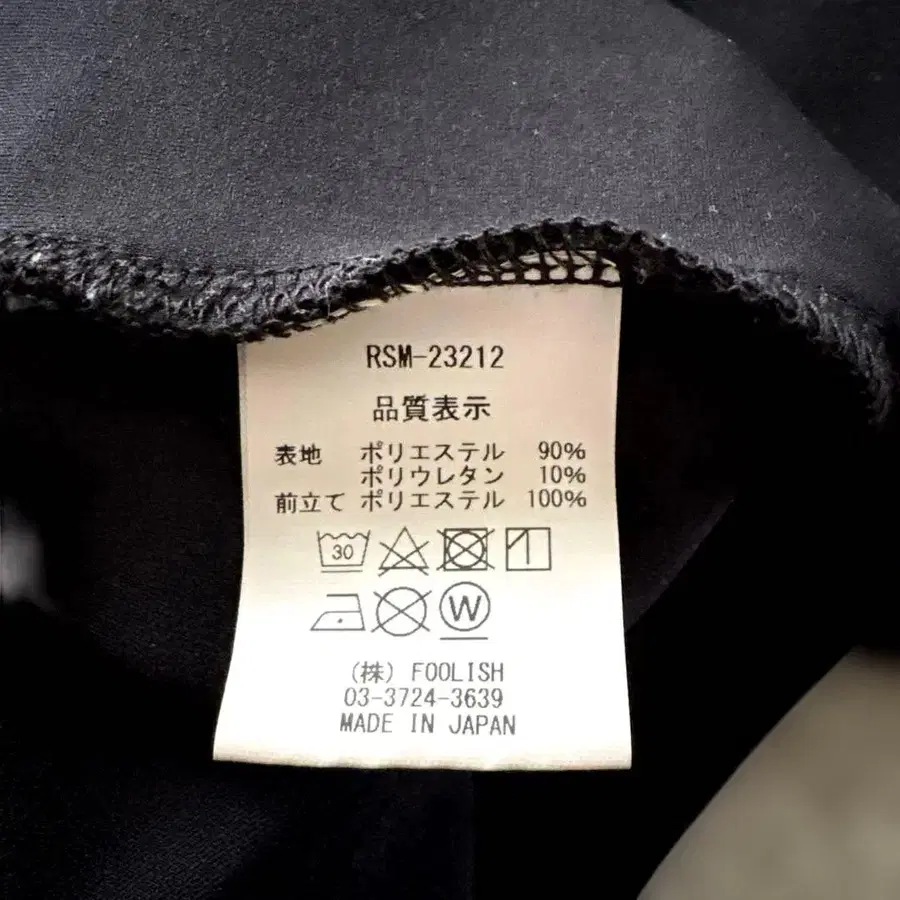 RSM-23212
品質表示
表地 ポリエステル 90%
ポリウレタン 10%
前立て ポリエステル 100%
30
W
(株) FOOLISH
03-3724-3639
MADE IN JAPAN